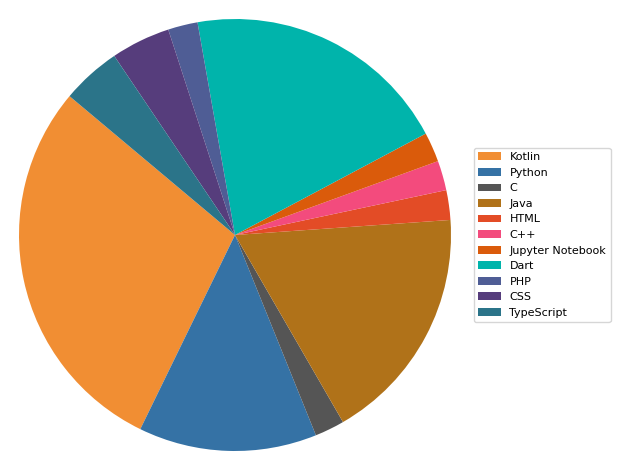 Kotlin
Python
C
Java
HTML
C++
Jupyter Notebook
Dart
PHP
CSS
TypeScript